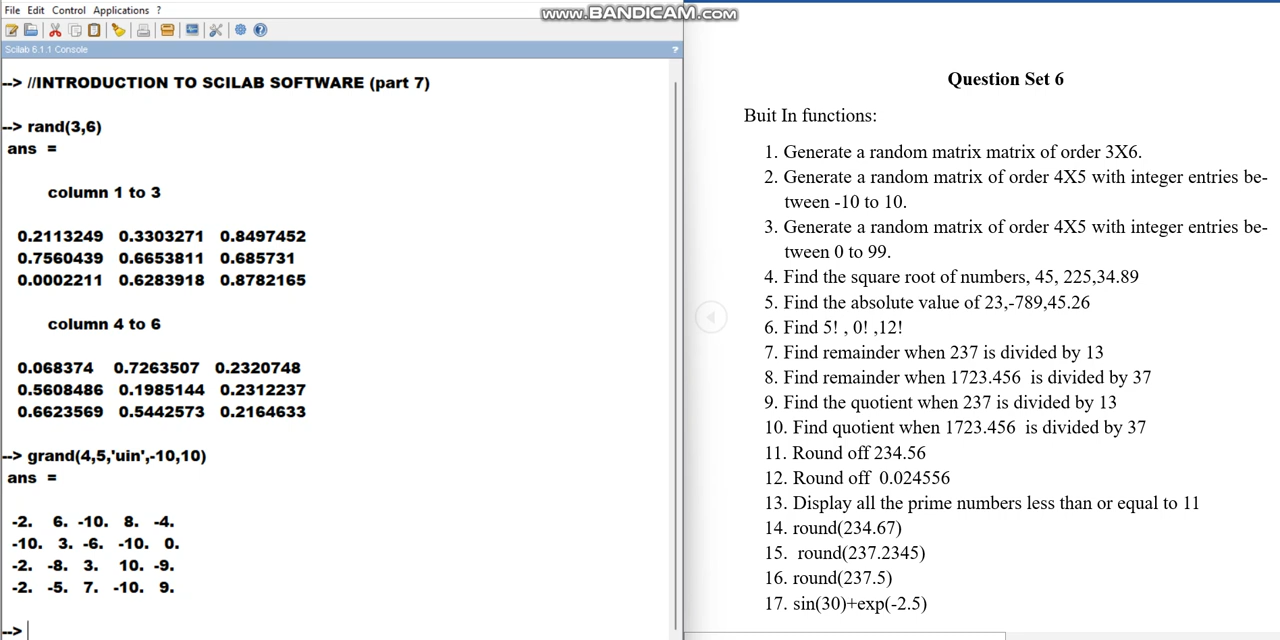 www.BANDICAM.com
File Edit Control Applications ?
Scilab 6.1.1 Console ?
--> //INTRODUCTION TO SCILAB SOFTWARE (part 7)
--> rand(3,6)
ans =
column 1 to 3
0.2113249 0.3303271 0.8497452
0.7560439 0.6653811 0.685731
0.0002211 0.6283918 0.8782165
column 4 to 6
0.068374 0.7263507 0.2320748
0.5608486 0.1985144 0.2312237
0.6623569 0.5442573 0.2164633
--> grand(4,5,'uin',-10,10)
ans =
-2. 6. -10. 8. -4.
-10. 3. -6. -10. 0.
-2. -8. 3. 10. -9.
-2. -5. 7. -10. 9.
-->
Question Set 6
Buit In functions:
1. Generate a random matrix matrix of order 3X6.
2. Generate a random matrix of order 4X5 with integer entries be-
tween -10 to 10.
3. Generate a random matrix of order 4X5 with integer entries be-
tween 0 to 99.
4. Find the square root of numbers, 45, 225,34.89
5. Find the absolute value of 23,-789,45.26
6. Find 5! , 0! ,12!
7. Find remainder when 237 is divided by 13
8. Find remainder when 1723.456 is divided by 37
9. Find the quotient when 237 is divided by 13
10. Find quotient when 1723.456 is divided by 37
11. Round off 234.56
12. Round off 0.024556
13. Display all the prime numbers less than or equal to 11
14. round(234.67)
15. round(237.2345)
16. round(237.5)
17. sin(30)+exp(-2.5)